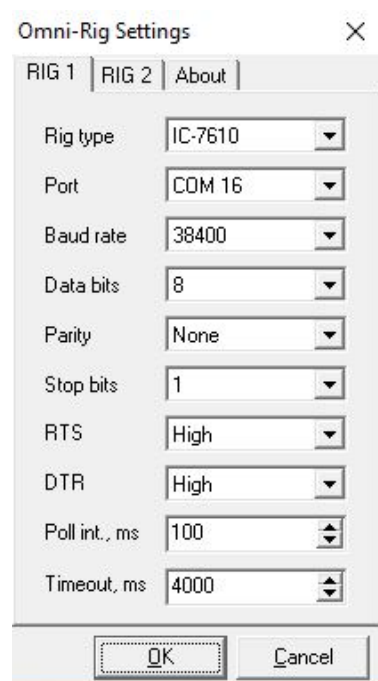 Omni-Rig Settings
RIG 1 RIG 2 About
Rig type IC-7610
Port COM 16
Baud rate 38400
Data bits 8
Parity None
Stop bits 1
RTS High
DTR High
Poll int., ms 100
Timeout, ms 4000
OK Cancel